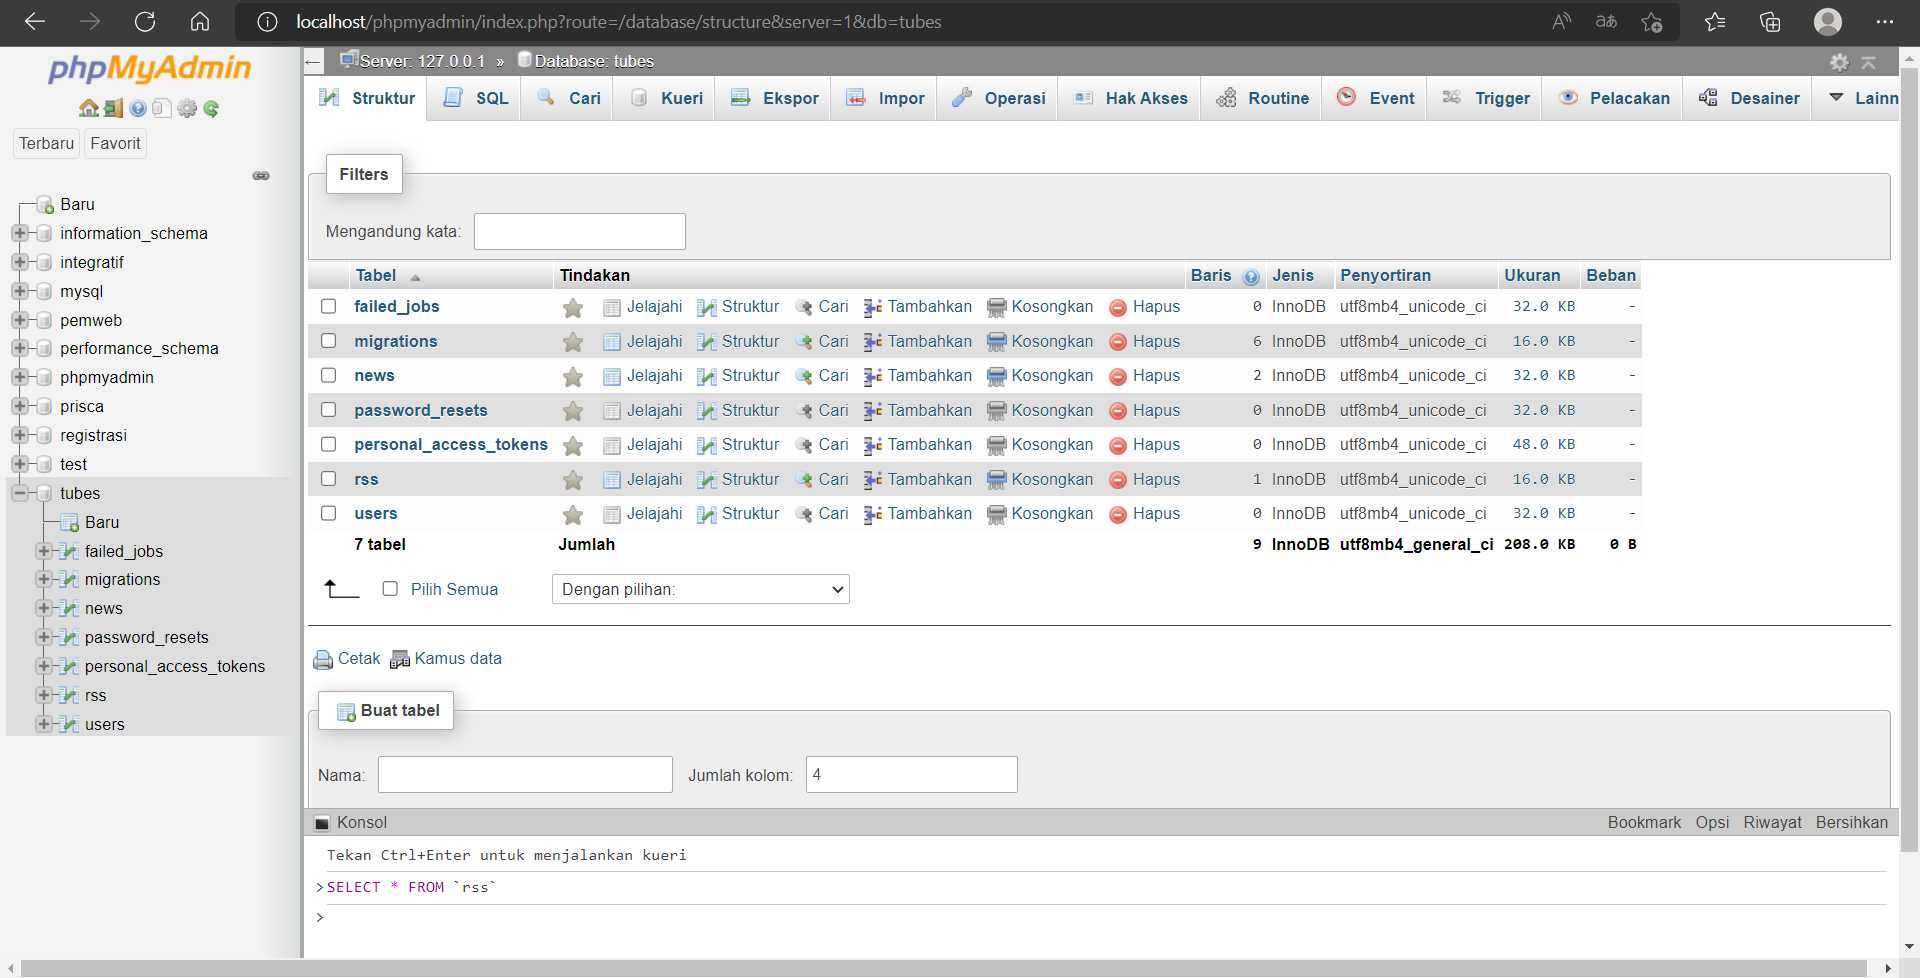 localhost/phpmyadmin/index.php?route=/database/structure&server=1&db=tubes
phpMyAdmin
Terbaru Favorit
Baru
information_schema
integratif
mysql
pemweb
performance_schema
phpmyadmin
prisca
registrasi
test
tubes
Baru
failed_jobs
migrations
news
password_resets
personal_access_tokens
rss
users
Server: 127.0.0.1 » Database: tubes
Struktur SQL Cari Kueri Ekspor Impor Operasi Hak Akses Routine Event Trigger Pelacakan Desainer Lainn
Filters
Mengandung kata:
Tabel Tindakan Baris Jenis Penyortiran Ukuran Beban
failed_jobs Jelajahi Struktur Cari Tambahkan Kosongkan Hapus 0 InnoDB utf8mb4_unicode_ci 32.0 KB -
migrations Jelajahi Struktur Cari Tambahkan Kosongkan Hapus 6 InnoDB utf8mb4_unicode_ci 16.0 KB -
news Jelajahi Struktur Cari Tambahkan Kosongkan Hapus 2 InnoDB utf8mb4_unicode_ci 32.0 KB -
password_resets Jelajahi Struktur Cari Tambahkan Kosongkan Hapus 0 InnoDB utf8mb4_unicode_ci 32.0 KB -
personal_access_tokens Jelajahi Struktur Cari Tambahkan Kosongkan Hapus 0 InnoDB utf8mb4_unicode_ci 48.0 KB -
rss Jelajahi Struktur Cari Tambahkan Kosongkan Hapus 1 InnoDB utf8mb4_unicode_ci 16.0 KB -
users Jelajahi Struktur Cari Tambahkan Kosongkan Hapus 0 InnoDB utf8mb4_unicode_ci 32.0 KB -
7 tabel Jumlah 9 InnoDB utf8mb4_general_ci 208.0 KB 0 B
Pilih Semua Dengan pilihan:
Cetak Kamus data
Buat tabel
Nama: Jumlah kolom: 4
Konsol Bookmark Opsi Riwayat Bersihkan
Tekan Ctrl+Enter untuk menjalankan kueri
>SELECT * FROM `rss`
>